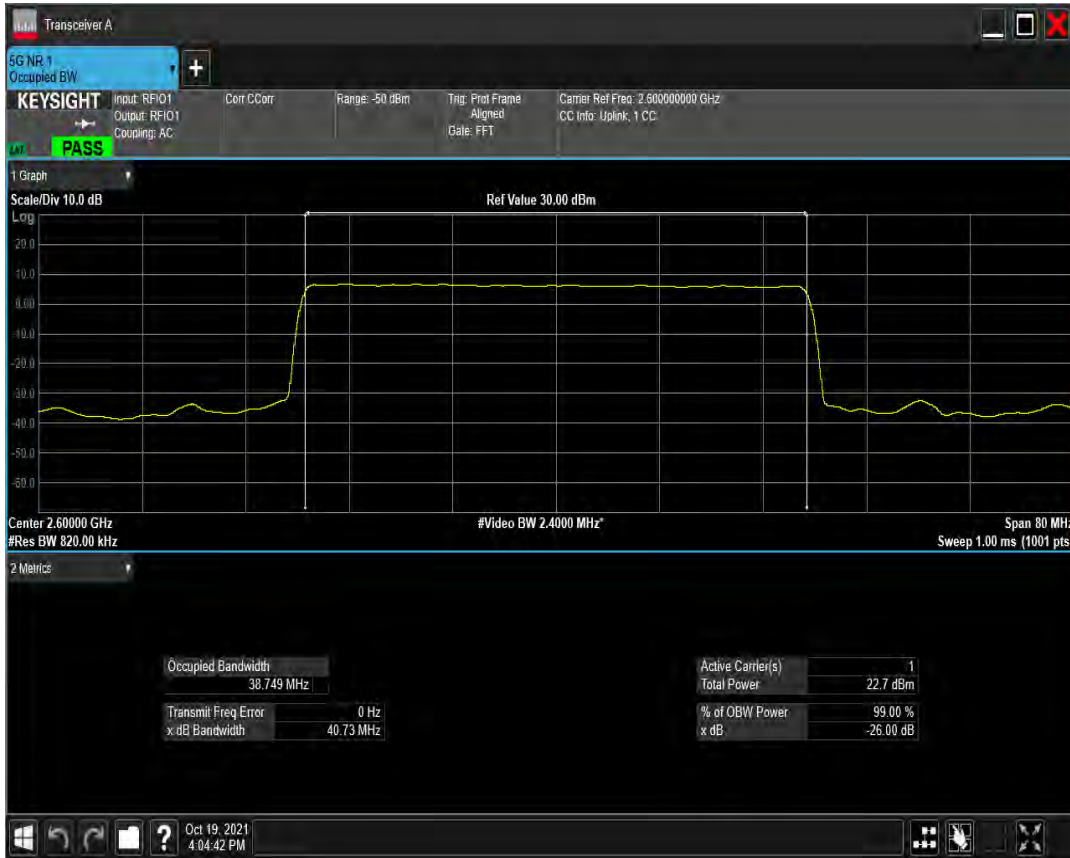 Transceiver A
5G NR 1
Occupied BW
+
KEYSIGHT
PASS
Input: RFIO1
Output: RFIO1
Coupling: AC
Corr CCorr
Range: -50 dBm
Trig: Prot Frame
Aligned
Gate: FFT
Carrier Ref Freq: 2.600000000 GHz
CC Info: Uplink, 1 CC
1 Graph
Scale/Div 10.0 dB
Ref Value 30.00 dBm
Log
20.0
10.0
0.00
-10.0
-20.0
-30.0
-40.0
-50.0
-60.0
Center 2.60000 GHz
#Video BW 2.4000 MHz*
Span 80 MHz
#Res BW 820.00 kHz
Sweep 1.00 ms (1001 pts
2 Metrics
Occupied Bandwidth
38.749 MHz
Transmit Freq Error 0 Hz
x dB Bandwidth 40.73 MHz
Active Carrier(s) 1
Total Power 22.7 dBm
% of OBW Power 99.00 %
x dB -26.00 dB
?
Oct 19, 2021
4:04:42 PM